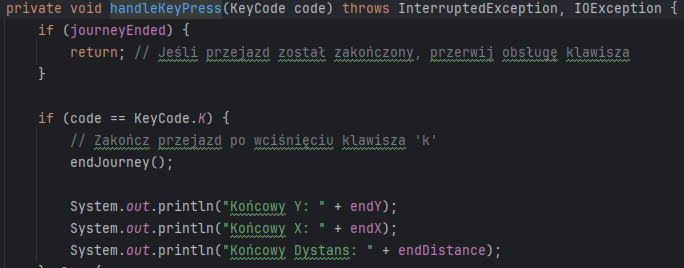 private void handleKeyPress(KeyCode code) throws InterruptedException, IOException {
if (journeyEnded) {
return; // Jeśli przejazd został zakończony, przerwij obsługę klawisza
}
if (code == KeyCode.K) {
// Zakończ przejazd po wciśnięciu klawisza 'k'
endJourney();
System.out.println("Końcowy Y: " + endY);
System.out.println("Końcowy X: " + endX);
System.out.println("Końcowy Dystans: " + endDistance);